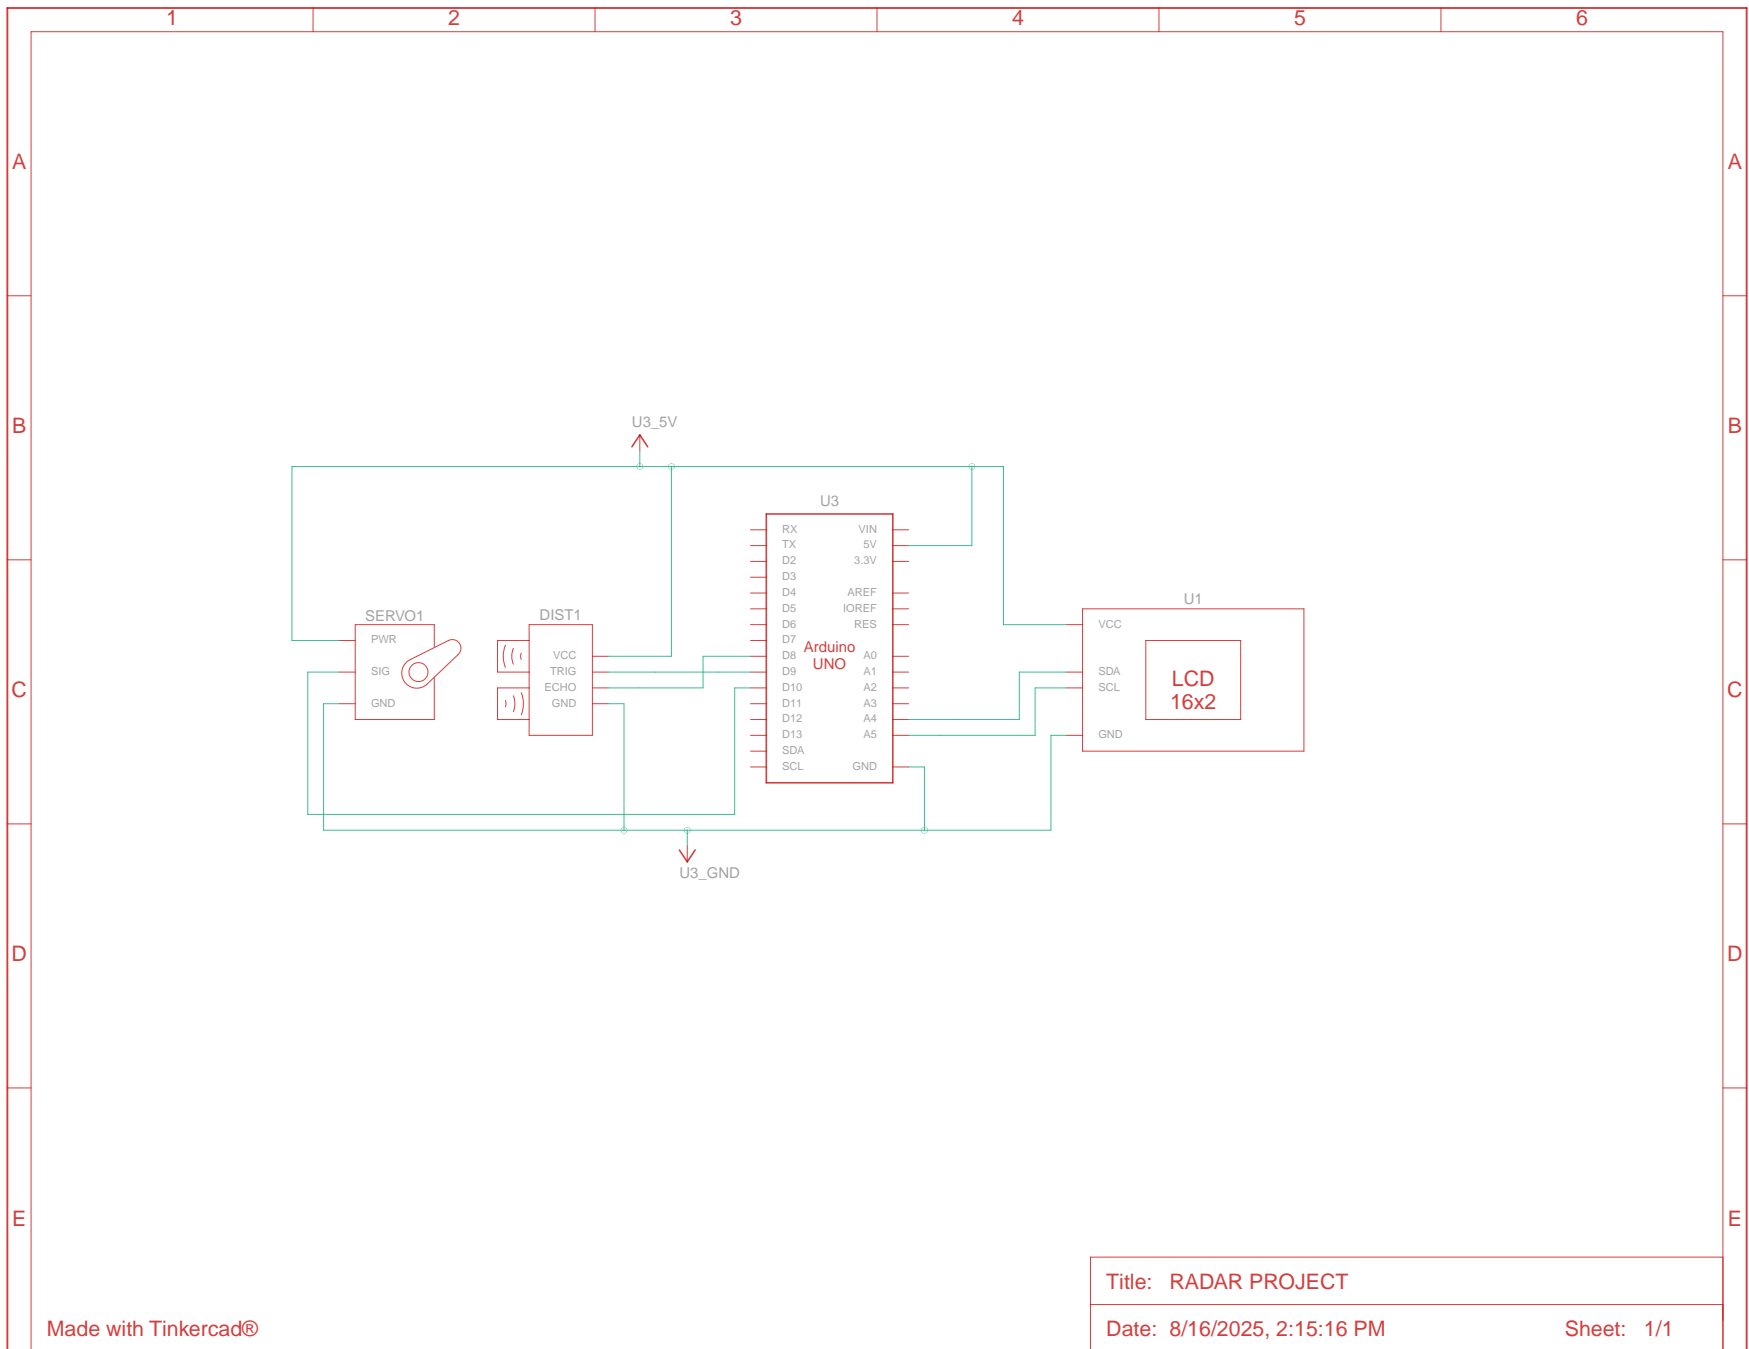 1 2 3 4 5 6
A A
B B
U3_5V
U3
RX VIN
TX 5V
D2 3.3V
D3
D4 AREF
D5 IOREF
D6 RES
D7
D8 A0
D9 A1
D10 A2
D11 A3
D12 A4
D13 A5
SDA
SCL GND
Arduino
UNO
SERVO1
PWR
SIG
GND
DIST1
VCC
TRIG
ECHO
GND
U1
VCC
SDA
SCL
GND
LCD
16x2
C C
U3_GND
D D
E E
Title: RADAR PROJECT
Made with Tinkercad®
Date: 8/16/2025, 2:15:16 PM Sheet: 1/1